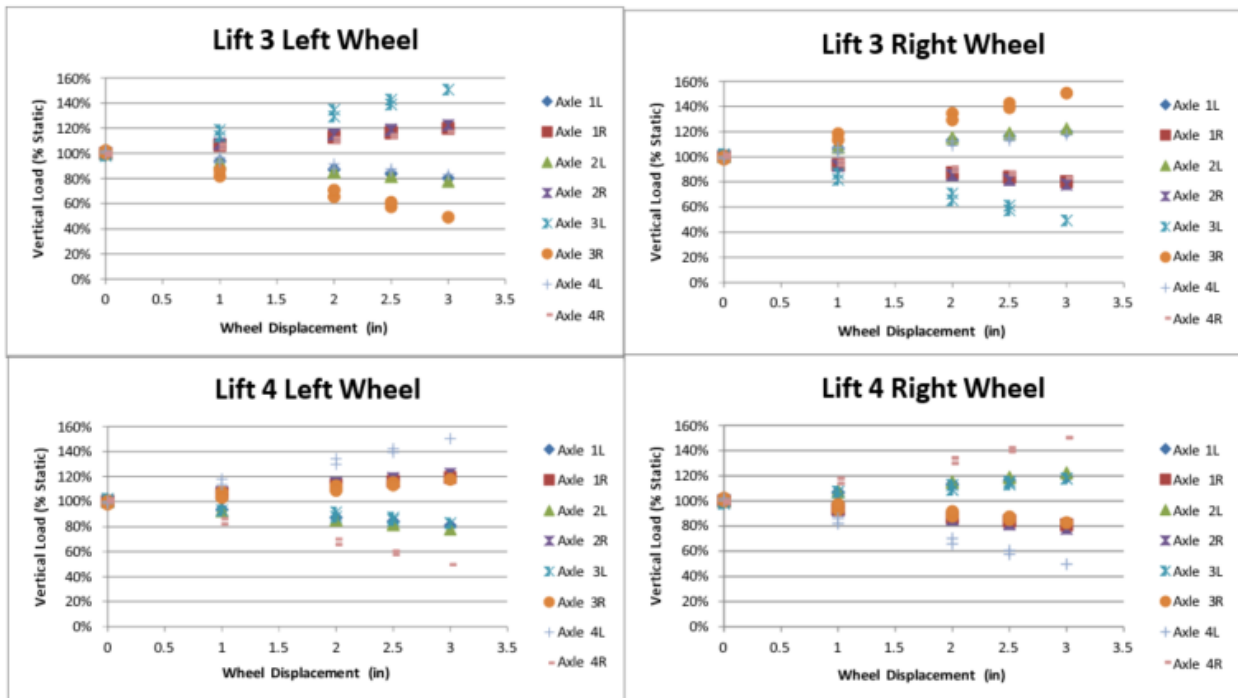 Lift 3 Left Wheel
Vertical Load (% Static)
160%
140%
120%
100%
80%
60%
40%
20%
0%
0 0.5 1 1.5 2 2.5 3 3.5
Wheel Displacement (in)
Axle 1L
Axle 1R
Axle 2L
Axle 2R
Axle 3L
Axle 3R
Axle 4L
Axle 4R
Lift 3 Right Wheel
Vertical Load (% Static)
160%
140%
120%
100%
80%
60%
40%
20%
0%
0 0.5 1 1.5 2 2.5 3 3.5
Wheel Displacement (in)
Axle 1L
Axle 1R
Axle 2L
Axle 2R
Axle 3L
Axle 3R
Axle 4L
Axle 4R
Lift 4 Left Wheel
Vertical Load (% Static)
160%
140%
120%
100%
80%
60%
40%
20%
0%
0 0.5 1 1.5 2 2.5 3 3.5
Wheel Displacement (in)
Axle 1L
Axle 1R
Axle 2L
Axle 2R
Axle 3L
Axle 3R
Axle 4L
Axle 4R
Lift 4 Right Wheel
Vertical Load (% Static)
160%
140%
120%
100%
80%
60%
40%
20%
0%
0 0.5 1 1.5 2 2.5 3 3.5
Wheel Displacement (in)
Axle 1L
Axle 1R
Axle 2L
Axle 2R
Axle 3L
Axle 3R
Axle 4L
Axle 4R